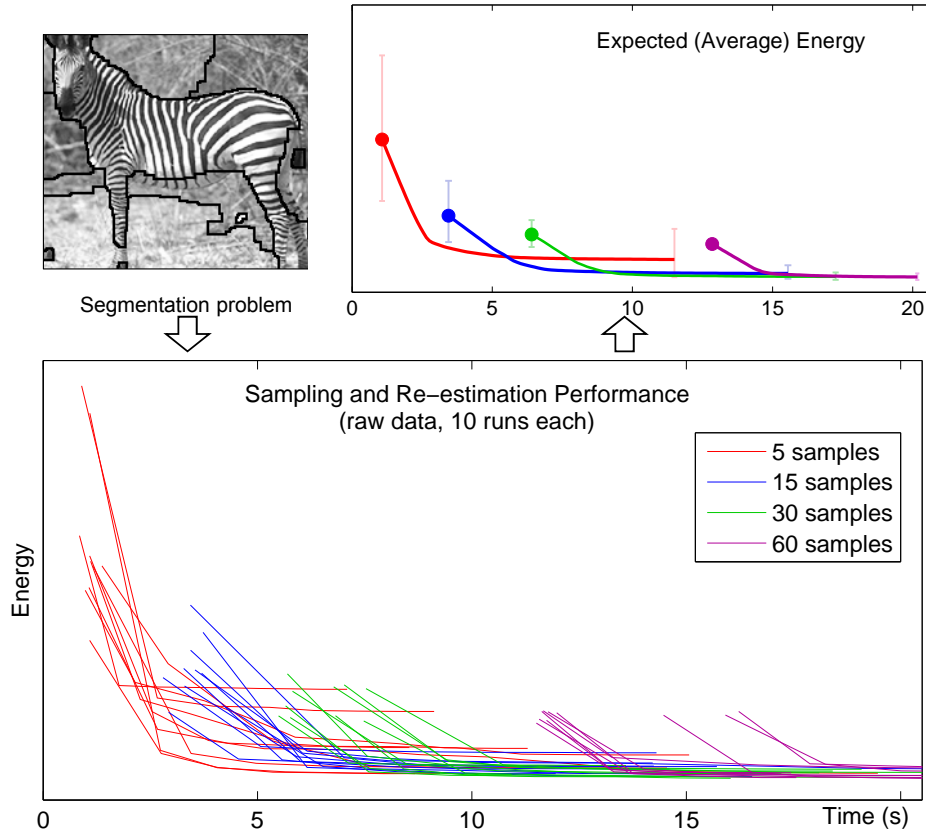 Expected (Average) Energy
0 5 10 15 20
Segmentation problem
Sampling and Re−estimation Performance
(raw data, 10 runs each)
5 samples
15 samples
30 samples
60 samples
Energy
0 5 10 15 Time (s)